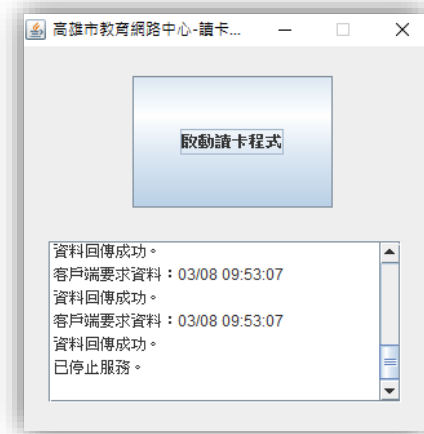 高雄市教育網路中心-讀卡...
啟動讀卡程式
資料回傳成功。
客戶端要求資料：03/08 09:53:07
資料回傳成功。
客戶端要求資料：03/08 09:53:07
資料回傳成功。
已停止服務。